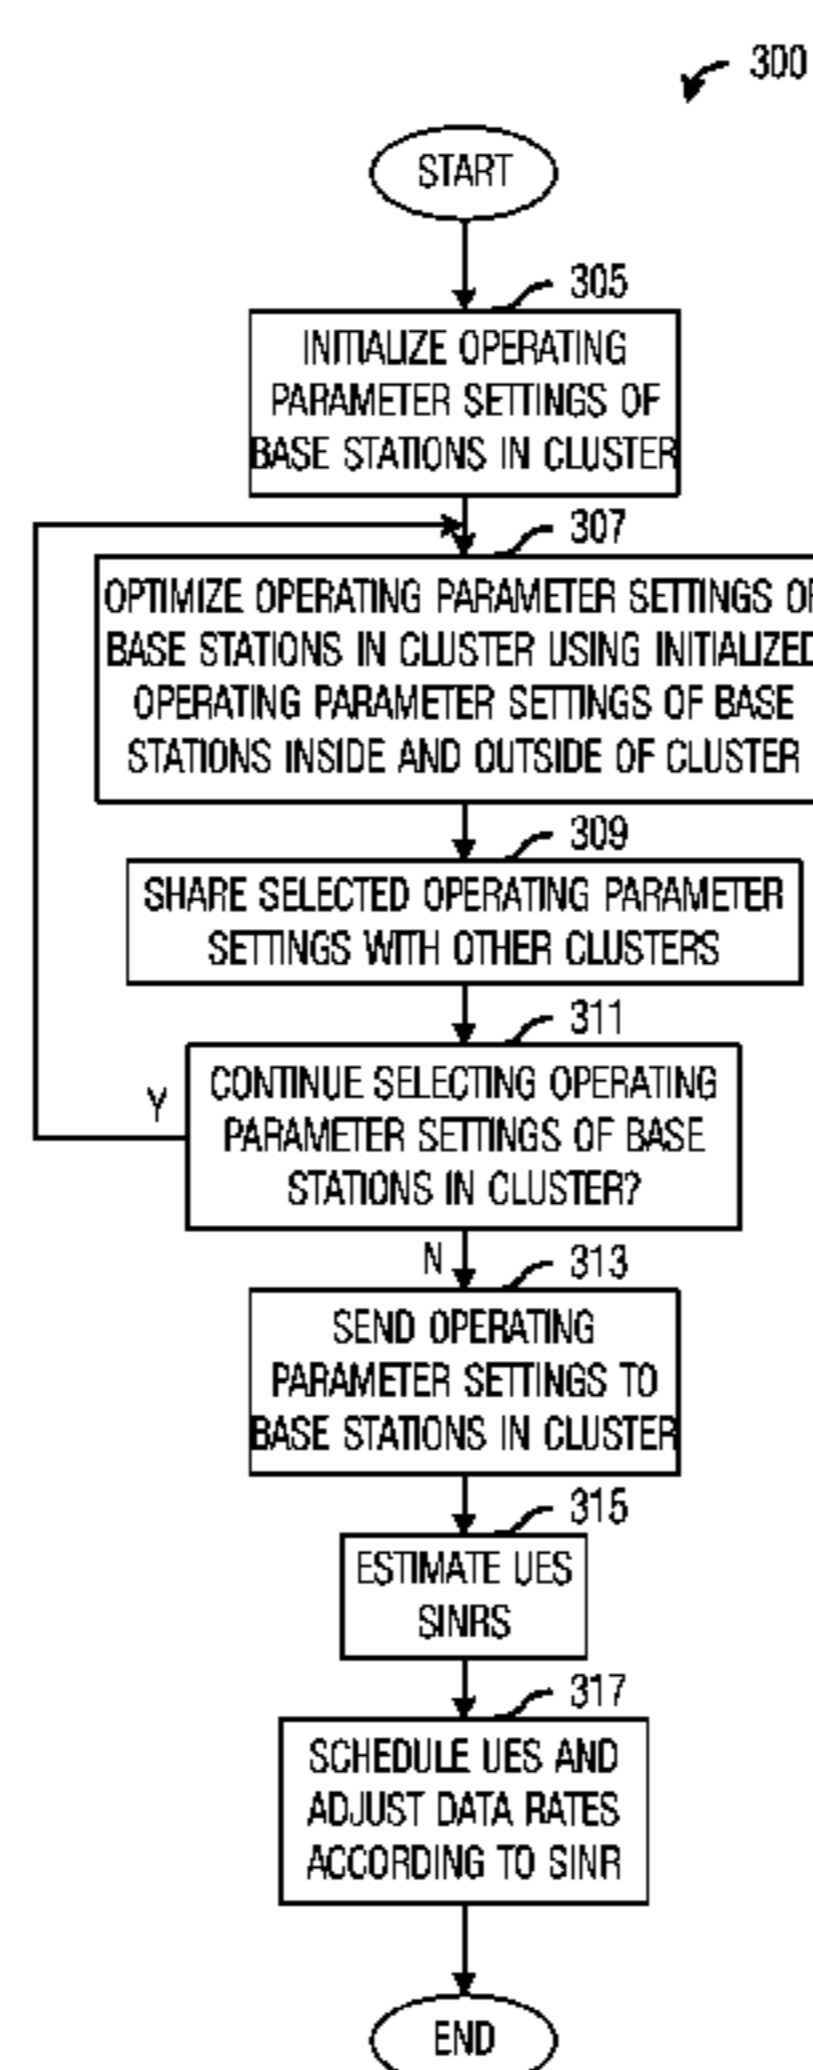 300
START
305
INITIALIZE OPERATING
PARAMETER SETTINGS OF
BASE STATIONS IN CLUSTER
307
OPTIMIZE OPERATING PARAMETER SETTINGS OF
BASE STATIONS IN CLUSTER USING INITIALIZED
OPERATING PARAMETER SETTINGS OF BASE
STATIONS INSIDE AND OUTSIDE OF CLUSTER
309
SHARE SELECTED OPERATING PARAMETER
SETTINGS WITH OTHER CLUSTERS
311
CONTINUE SELECTING OPERATING
PARAMETER SETTINGS OF BASE
STATIONS IN CLUSTER?
Y
N
313
SEND OPERATING
PARAMETER SETTINGS TO
BASE STATIONS IN CLUSTER
315
ESTIMATE UES
SINRS
317
SCHEDULE UES AND
ADJUST DATA RATES
ACCORDING TO SINR
END